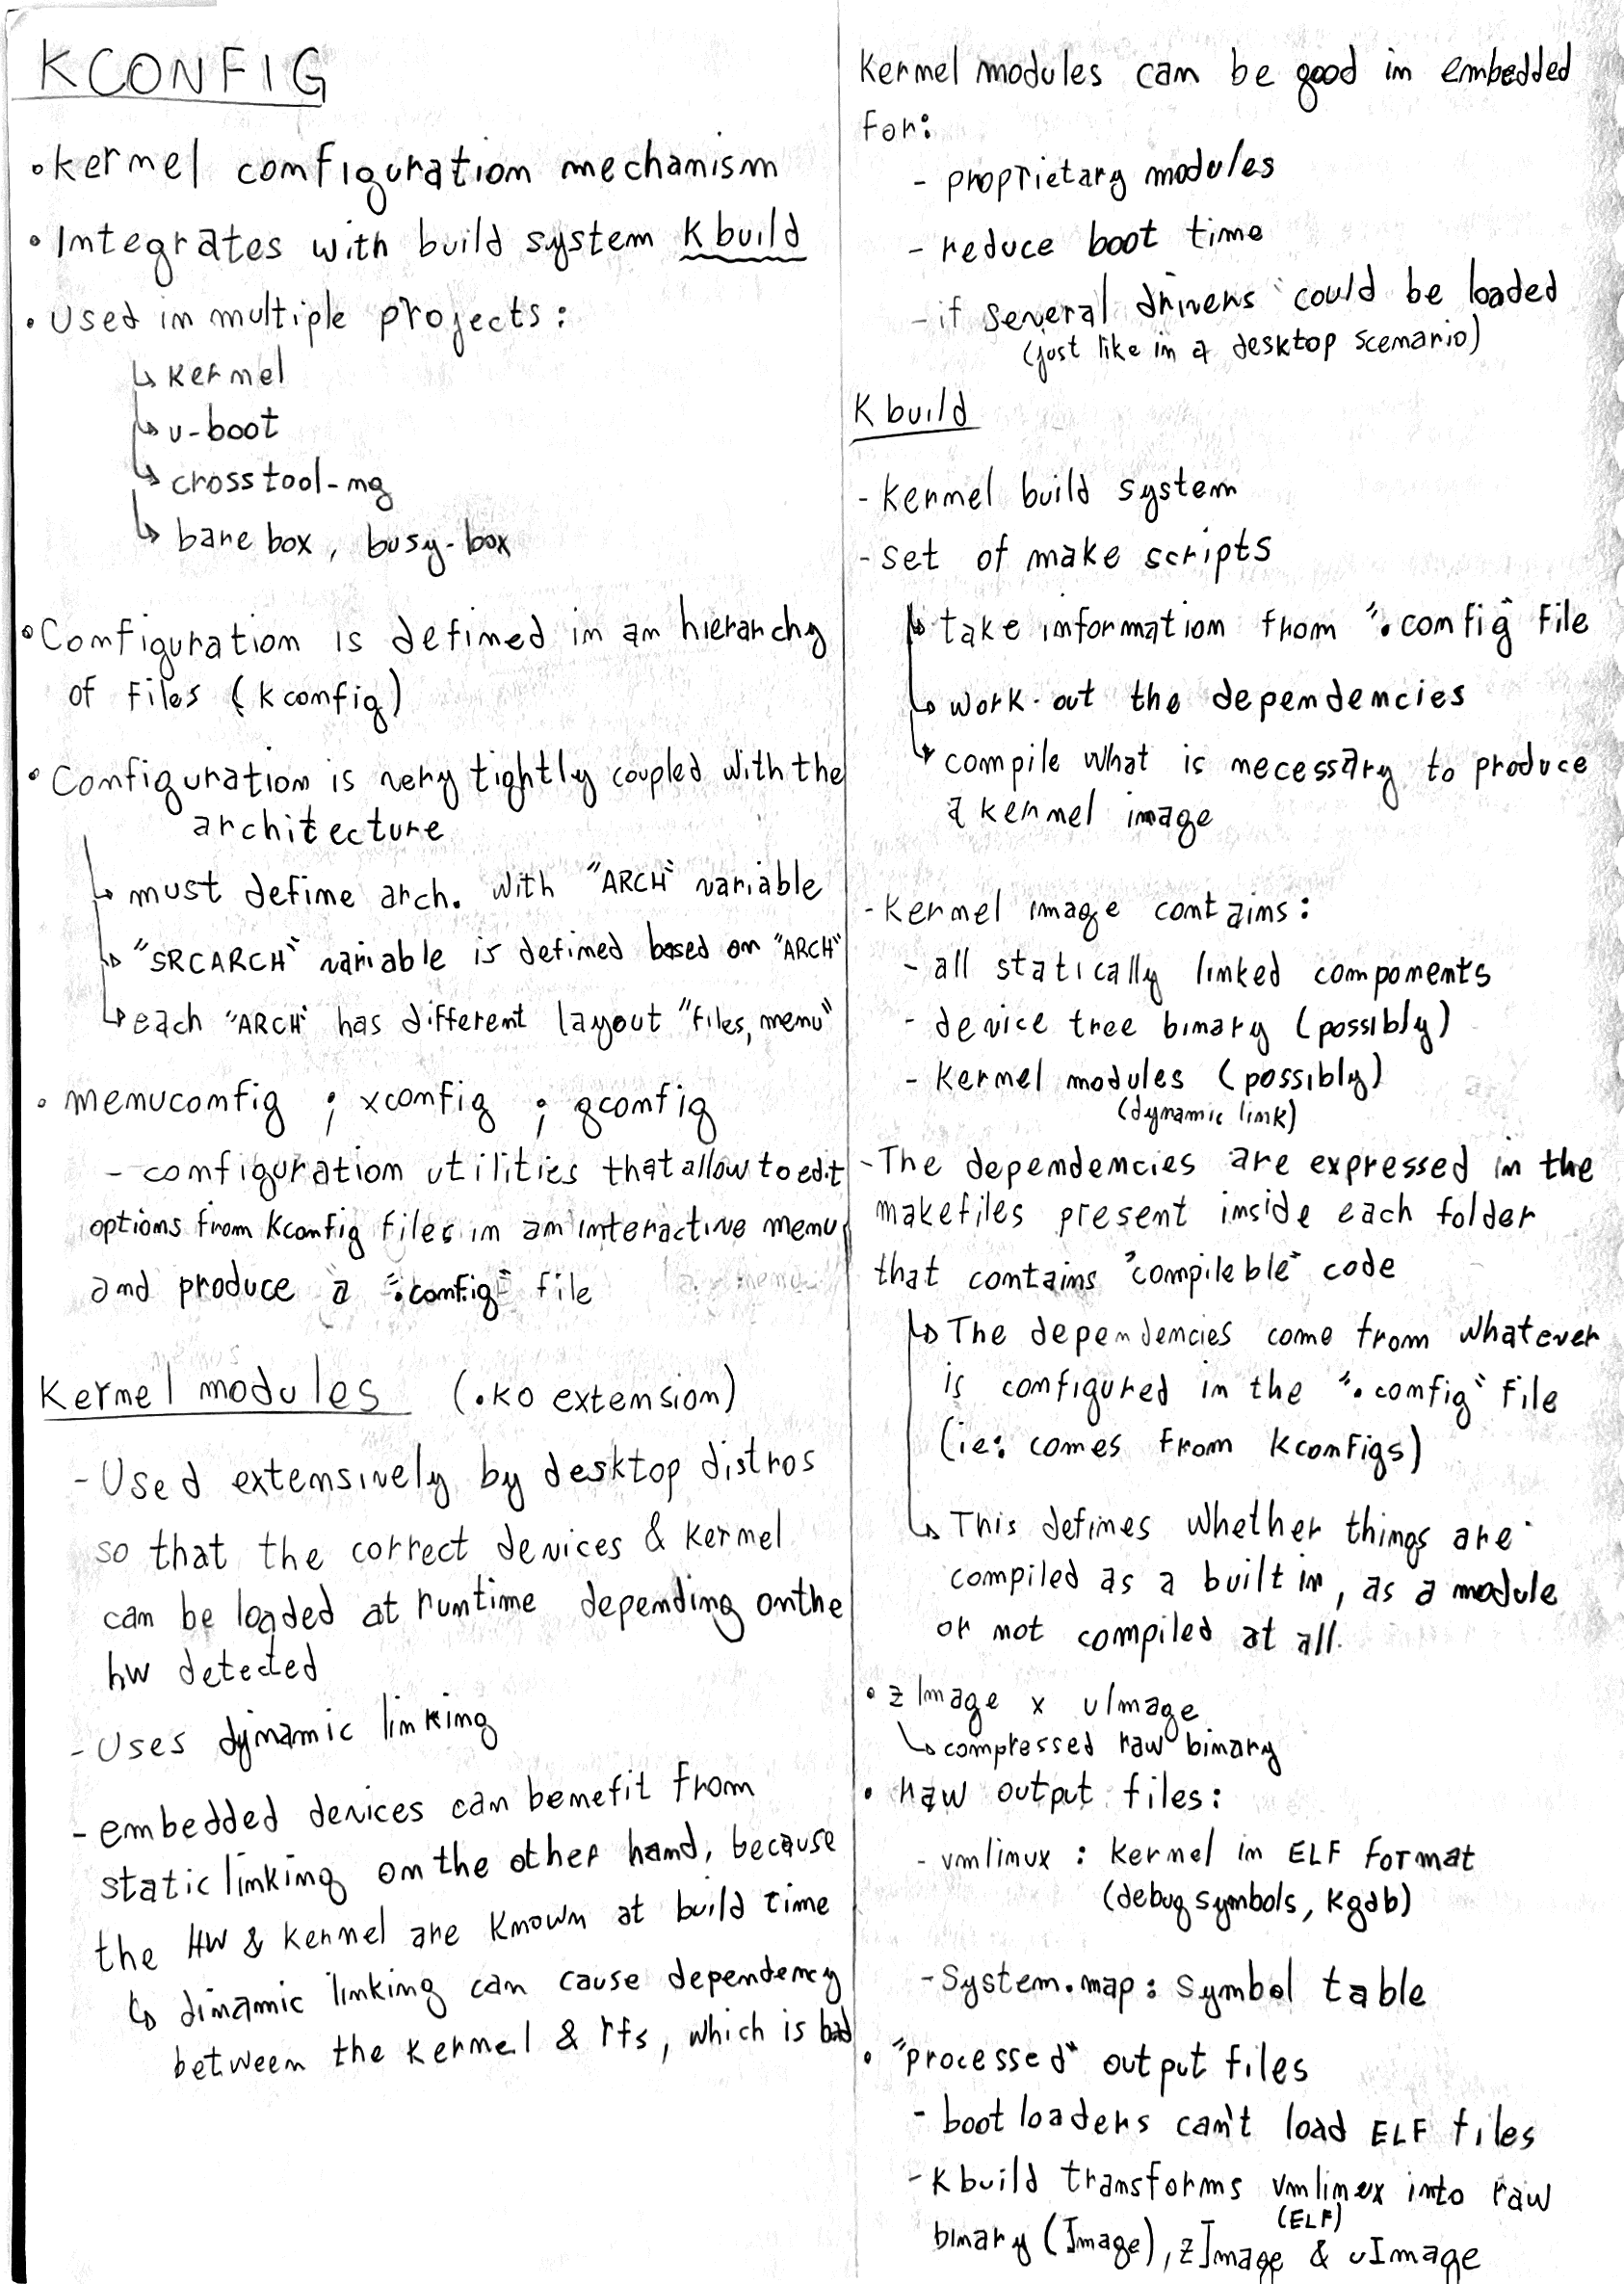 KCONFIG
• kernel configuration mechanism
• Integrates with build system Kbuild
• Used in multiple projects:
↳ kernel
↳ u-boot
↳ crosstool-ng
↳ barebox, busy-box
• Configuration is defined in an hierarchy
of files (kconfig)
• Configuration is very tightly coupled with the
architecture
↳ must define arch. with "ARCH" variable
↳ "SRCARCH" variable is defined based on "ARCH"
↳ each "ARCH" has different layout "files, menu"
• menuconfig ; xconfig ; gconfig
- configuration utilities that allow to edit
options from Kconfig files in an interactive menu
and produce a ".config" file
Kernel modules (.ko extension)
- Used extensively by desktop distros
so that the correct devices & kernel
can be loaded at runtime depending on the
hw detected
- Uses dynamic linking
- embedded devices can benefit from
static linking on the other hand, because
the HW & kernel are known at build time
↳ dinamic linking can cause dependency
between the kernel & rfs, which is bad
Kernel modules can be good in embedded
for:
- proprietary modules
- reduce boot time
- if several drivers could be loaded
(just like in a desktop scenario)
Kbuild
- kernel build system
- set of make scripts
↳ take information from ".config" file
↳ work-out the dependencies
↳ compile what is necessary to produce
a kernel image
- Kernel image contains:
- all statically linked components
- device tree binary (possibly)
- Kernel modules (possibly)
(dynamic link)
- The dependencies are expressed in the
makefiles present inside each folder
that contains "compileble" code
↳ The dependencies come from whatever
is configured in the ".config" file
(ie: comes from kconfigs)
↳ This defines whether things are
compiled as a built in, as a module
or not compiled at all.
• zImage x uImage
↳ compressed raw binary
• raw output files:
- vmlinux : kernel in ELF format
(debug symbols, kgdb)
- System.map : symbol table
• "processed" output files
- bootloaders can't load ELF files
- Kbuild transforms vmlinux into raw
(ELF)
binary (Image), zImage & uImage